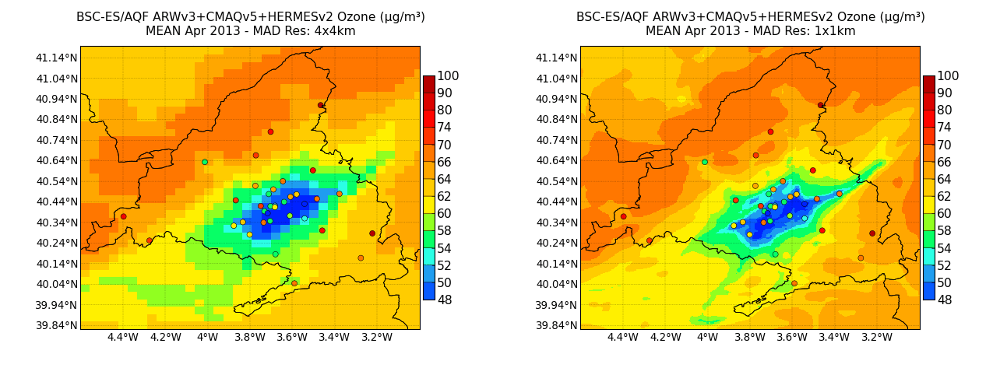 BSC-ES/AQF ARWv3+CMAQv5+HERMESv2 Ozone (µg/m³)
MEAN Apr 2013 - MAD Res: 4x4km
41.14°N
41.04°N
40.94°N
40.84°N
40.74°N
40.64°N
40.54°N
40.44°N
40.34°N
40.24°N
40.14°N
40.04°N
39.94°N
39.84°N
4.4°W 4.2°W 4°W 3.8°W 3.6°W 3.4°W 3.2°W
100
90
80
74
70
66
64
62
60
58
54
52
50
48
BSC-ES/AQF ARWv3+CMAQv5+HERMESv2 Ozone (µg/m³)
MEAN Apr 2013 - MAD Res: 1x1km
41.14°N
41.04°N
40.94°N
40.84°N
40.74°N
40.64°N
40.54°N
40.44°N
40.34°N
40.24°N
40.14°N
40.04°N
39.94°N
39.84°N
4.4°W 4.2°W 4°W 3.8°W 3.6°W 3.4°W 3.2°W
100
90
80
74
70
66
64
62
60
58
54
52
50
48